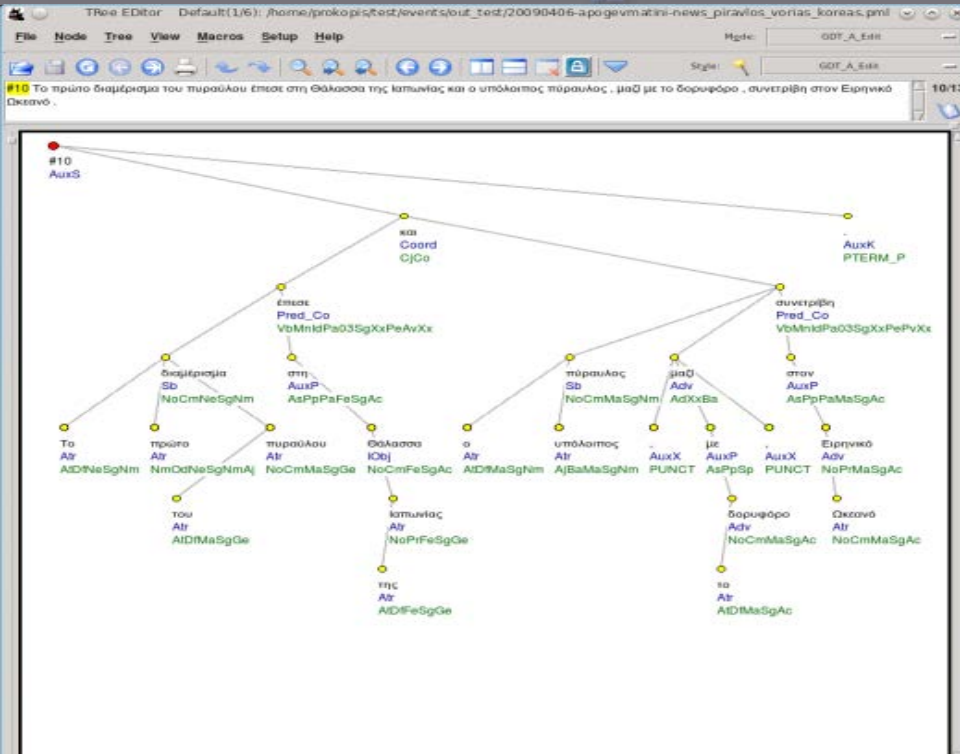 TRee EDitor Default(1/6): /home/prokopis/test/events/out_test/20090406-apogevmatini-news_piravlos_vorias_koreas.pml
File Node Tree View Macros Setup Help Mode: GDT_A_Edit
Style: GDT_A_Edit
#10 Το πρώτο διαμέρισμα του πυραύλου έπεσε στη Θάλασσα της Ιαπωνίας και ο υπόλοιπος πύραυλος , μαζί με το δορυφόρο , συνετρίβη στον Ειρηνικό
Ωκεανό .
#10
AuxS
και .
Coord AuxK
CjCo PTERM_P
έπεσε συνετρίβη
Pred_Co Pred_Co
VbMnIdPa03SgXxPeAvXx VbMnIdPa03SgXxPePvXx
διαμέρισμα στη πύραυλος μαζί στον
Sb AuxP Sb Adv AuxP
NoCmNeSgNm AsPpPaFeSgAc NoCmMaSgNm AdXxBa AsPpPaMaSgAc
Το πρώτο πυραύλου Θάλασσα ο υπόλοιπος , με , Ειρηνικό
Atr Atr Atr IObj Atr Atr AuxX AuxP AuxX Adv
AtDfNeSgNm NmOdNeSgNmAj NoCmMaSgGe NoCmFeSgAc AtDfMaSgNm AjBaMaSgNm PUNCT AsPpSp PUNCT NoPrMaSgAc
του Ιαπωνίας δορυφόρο Ωκεανό
Atr Atr Adv Atr
AtDfMaSgGe NoPrFeSgGe NoCmMaSgAc NoCmMaSgAc
της το
Atr Atr
AtDfFeSgGe AtDfMaSgAc